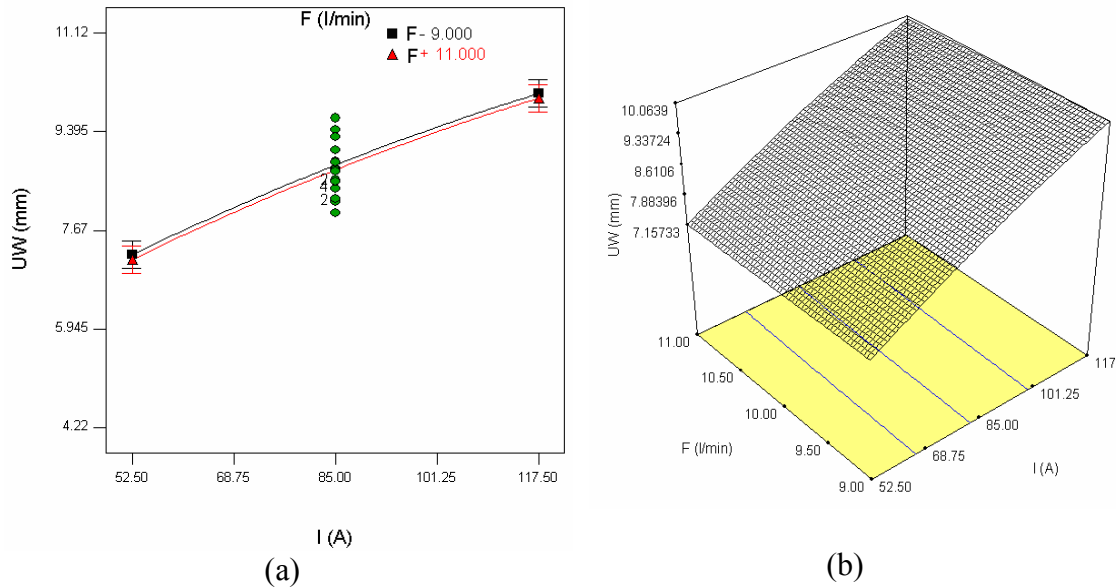 F (l/min)
F- 9.000
F+ 11.000
11.12
9.395
7.67
5.945
4.22
UW (mm)
7
4
2
52.50
68.75
85.00
101.25
117.50
I (A)
(a)
10.0639
9.33724
8.6106
7.88396
7.15733
UW (mm)
11.00
10.50
10.00
9.50
9.00
F (l/min)
52.50
68.75
85.00
101.25
117
I (A)
(b)